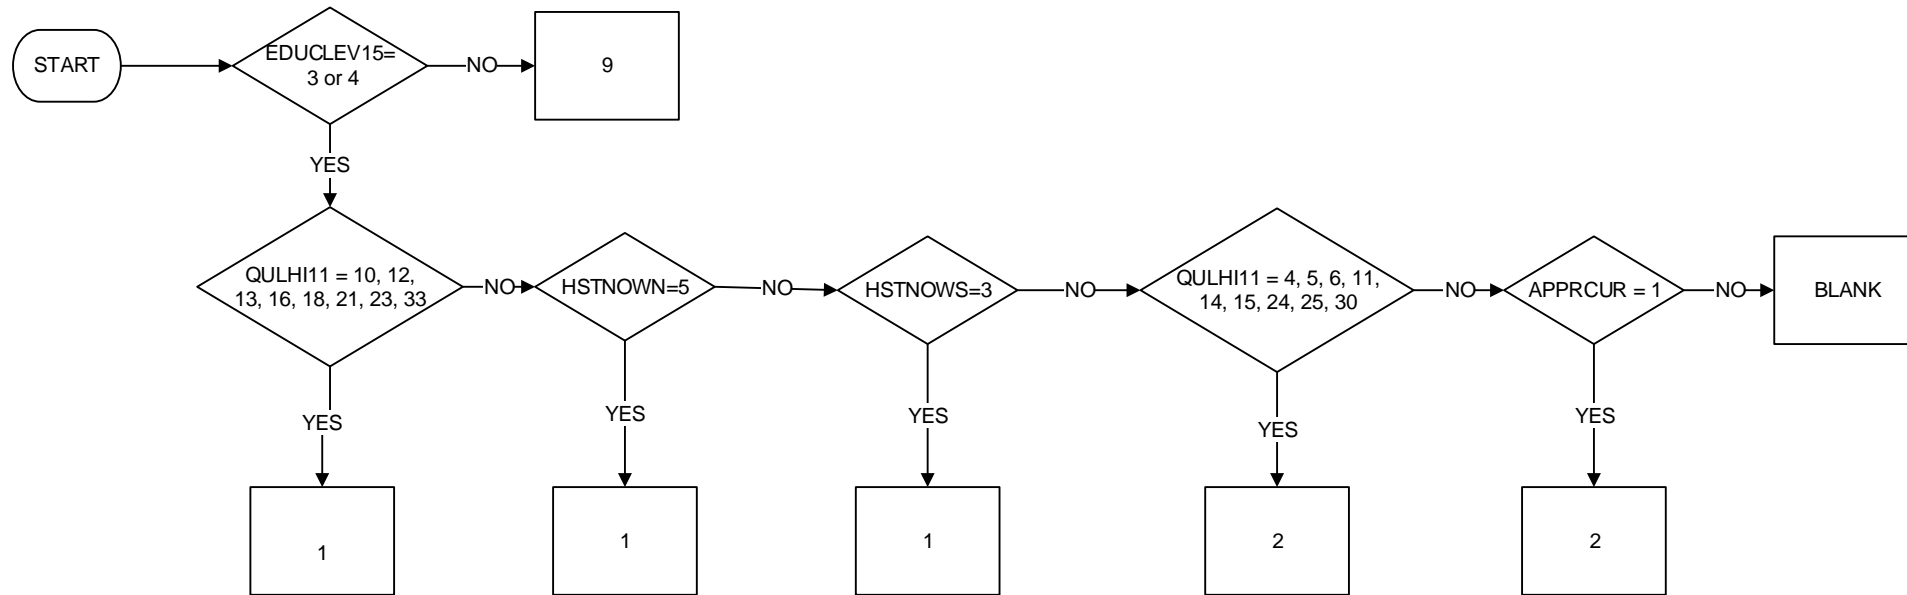 START
EDUCLEV15=
3 or 4
NO
9
YES
QULHI11 = 10, 12,
13, 16, 18, 21, 23, 33
NO
HSTNOWN=5
NO
HSTNOWS=3
NO
QULHI11 = 4, 5, 6, 11,
14, 15, 24, 25, 30
NO
APPRCUR = 1
NO
BLANK
YES
YES
YES
YES
YES
1
1
1
2
2